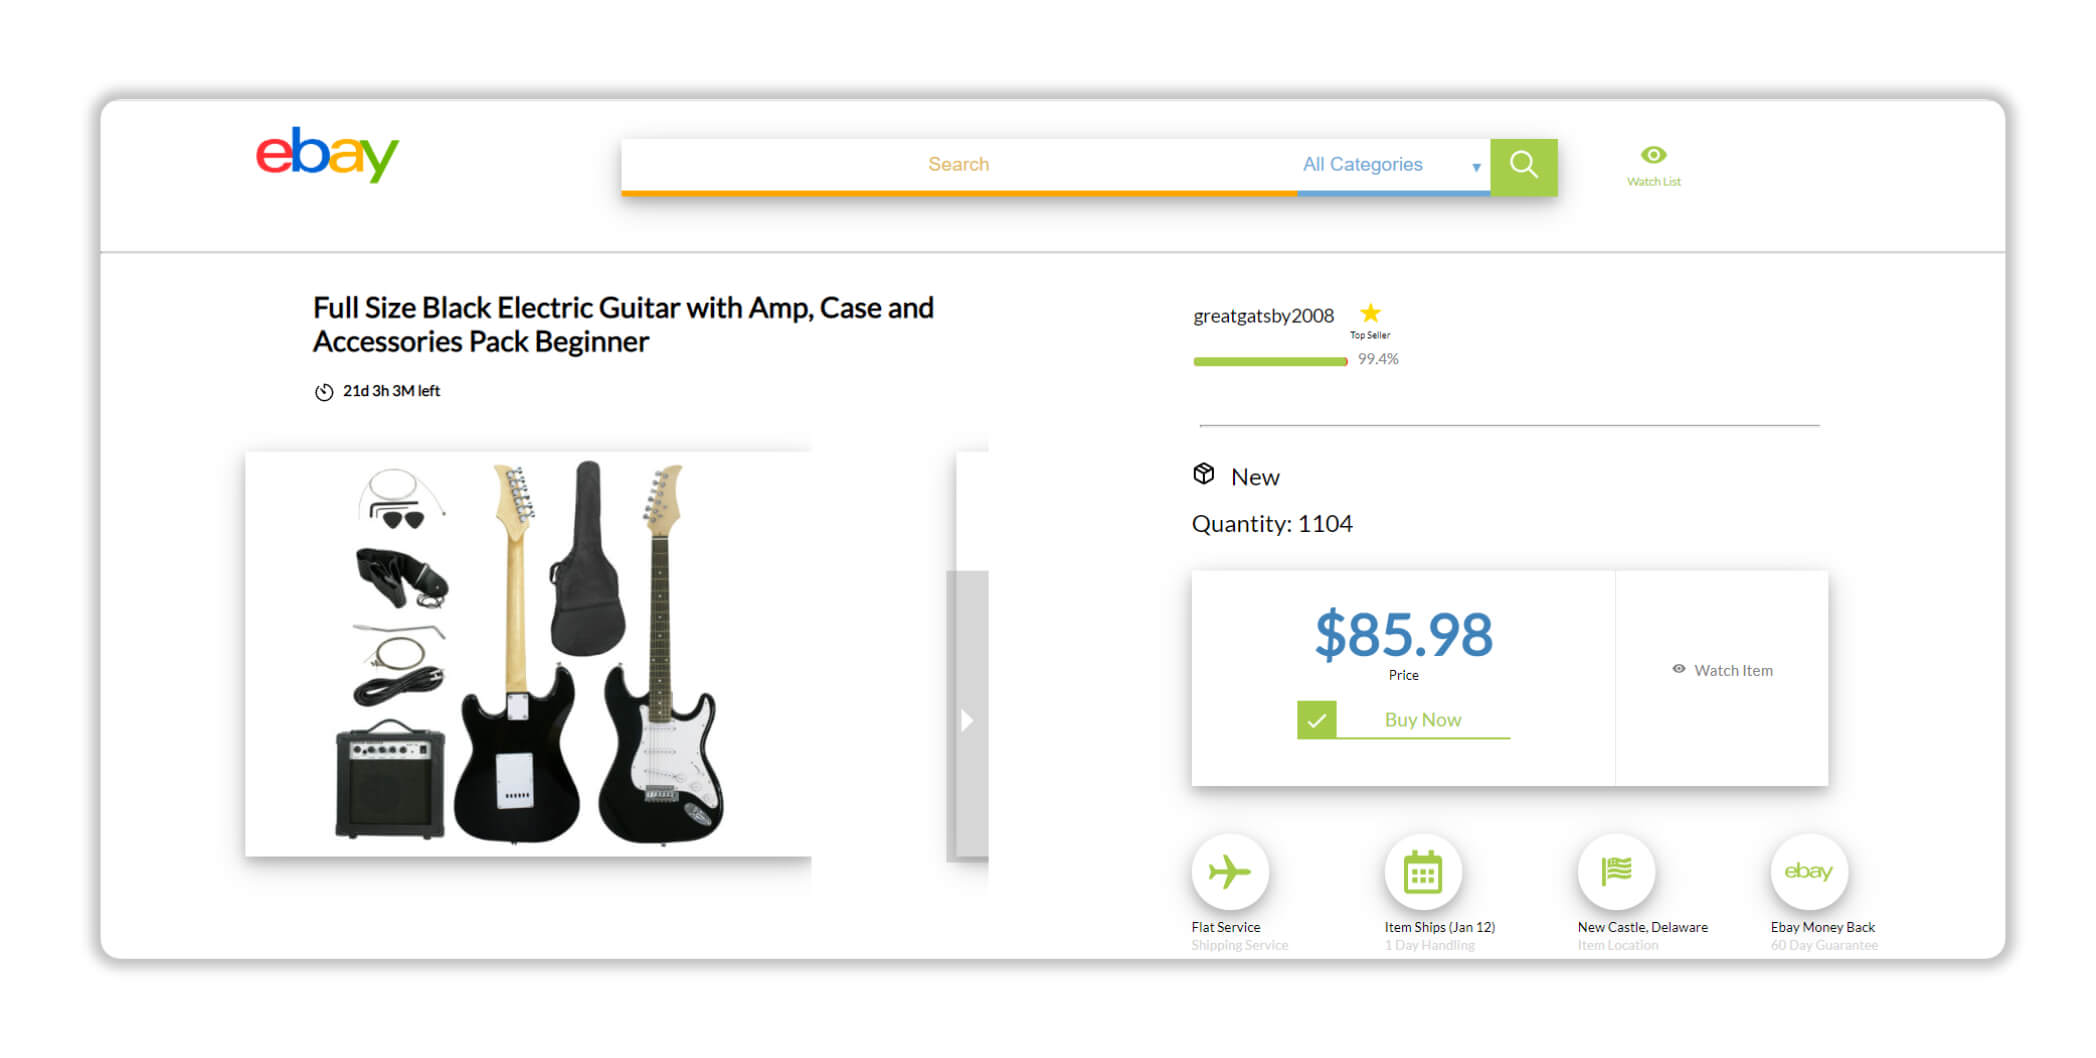 ebay
Search
All Categories
Watch List
Full Size Black Electric Guitar with Amp, Case and
Accessories Pack Beginner
21d 3h 3M left
greatgatsby2008
Top Seller
99.4%
New
Quantity: 1104
$85.98
Price
Buy Now
Watch Item
ebay
Flat Service
Shipping Service
Item Ships (Jan 12)
1 Day Handling
New Castle, Delaware
Item Location
Ebay Money Back
60 Day Guarantee